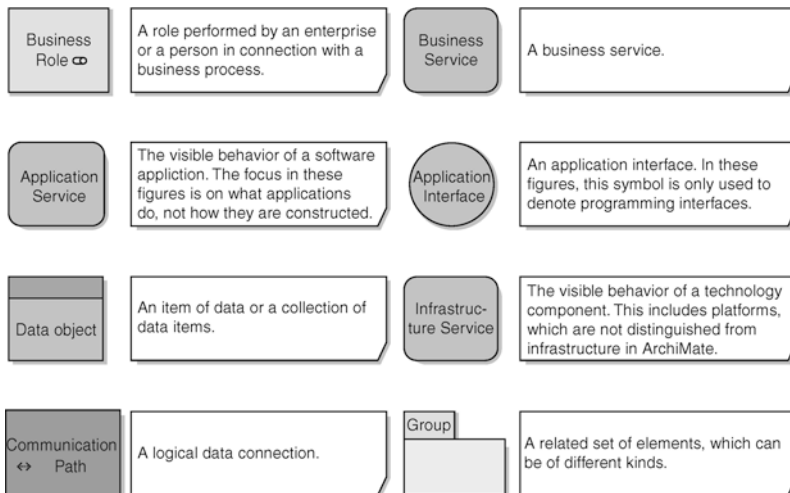 Business
Role
A role performed by an enterprise
or a person in connection with a
business process.
Business
Service
A business service.
Application
Service
The visible behavior of a software
appliction. The focus in these
figures is on what applications
do, not how they are constructed.
Application
Interface
An application interface. In these
figures, this symbol is only used to
denote programming interfaces.
Data object
An item of data or a collection of
data items.
Infrastruc-
ture Service
The visible behavior of a technology
component. This includes platforms,
which are not distinguished from
infrastructure in ArchiMate.
Communication
Path
A logical data connection.
Group
A related set of elements, which can
be of different kinds.